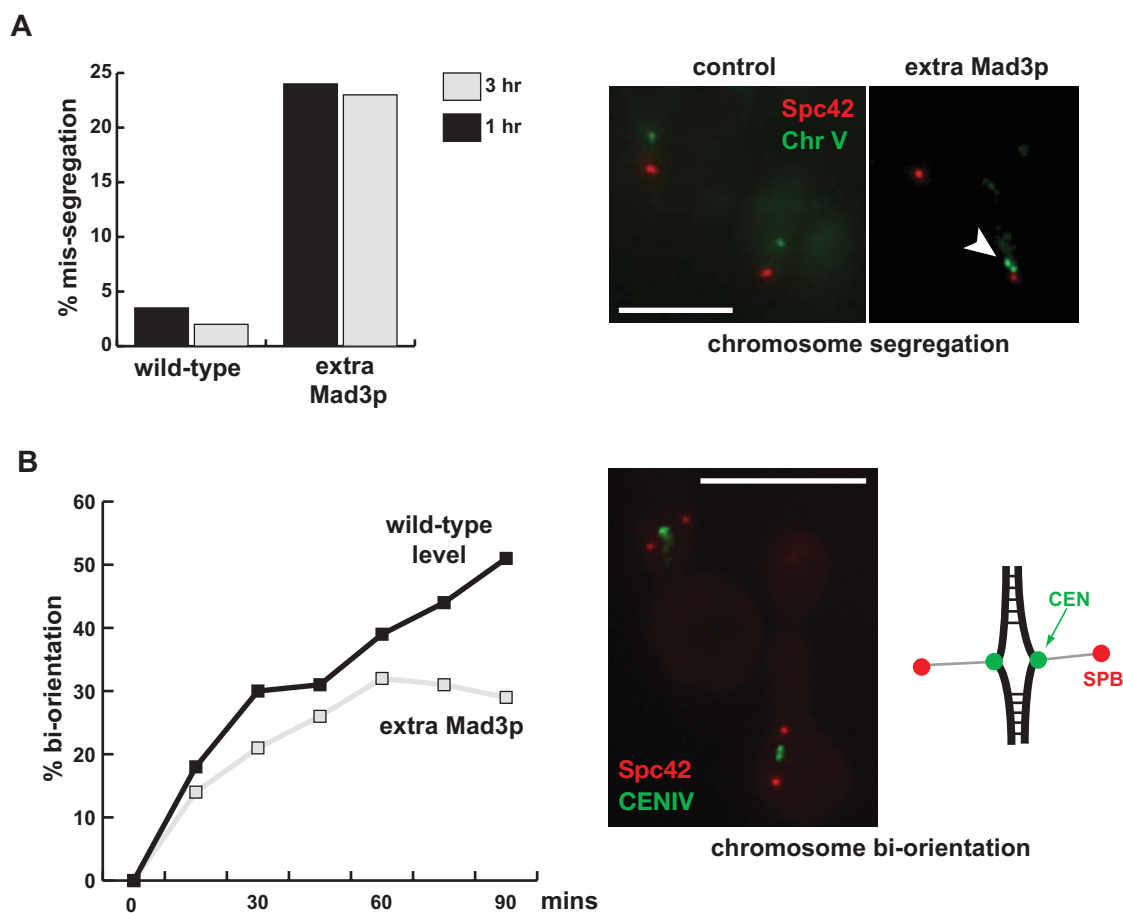 A
% mis-segregation
25
20
15
10
5
0
wild-type
extra
Mad3p
3 hr
1 hr
control
extra Mad3p
Spc42
Chr V
chromosome segregation
B
% bi-orientation
60
50
40
30
20
10
0
0
30
60
90
mins
wild-type
level
extra Mad3p
Spc42
CENIV
CEN
SPB
chromosome bi-orientation